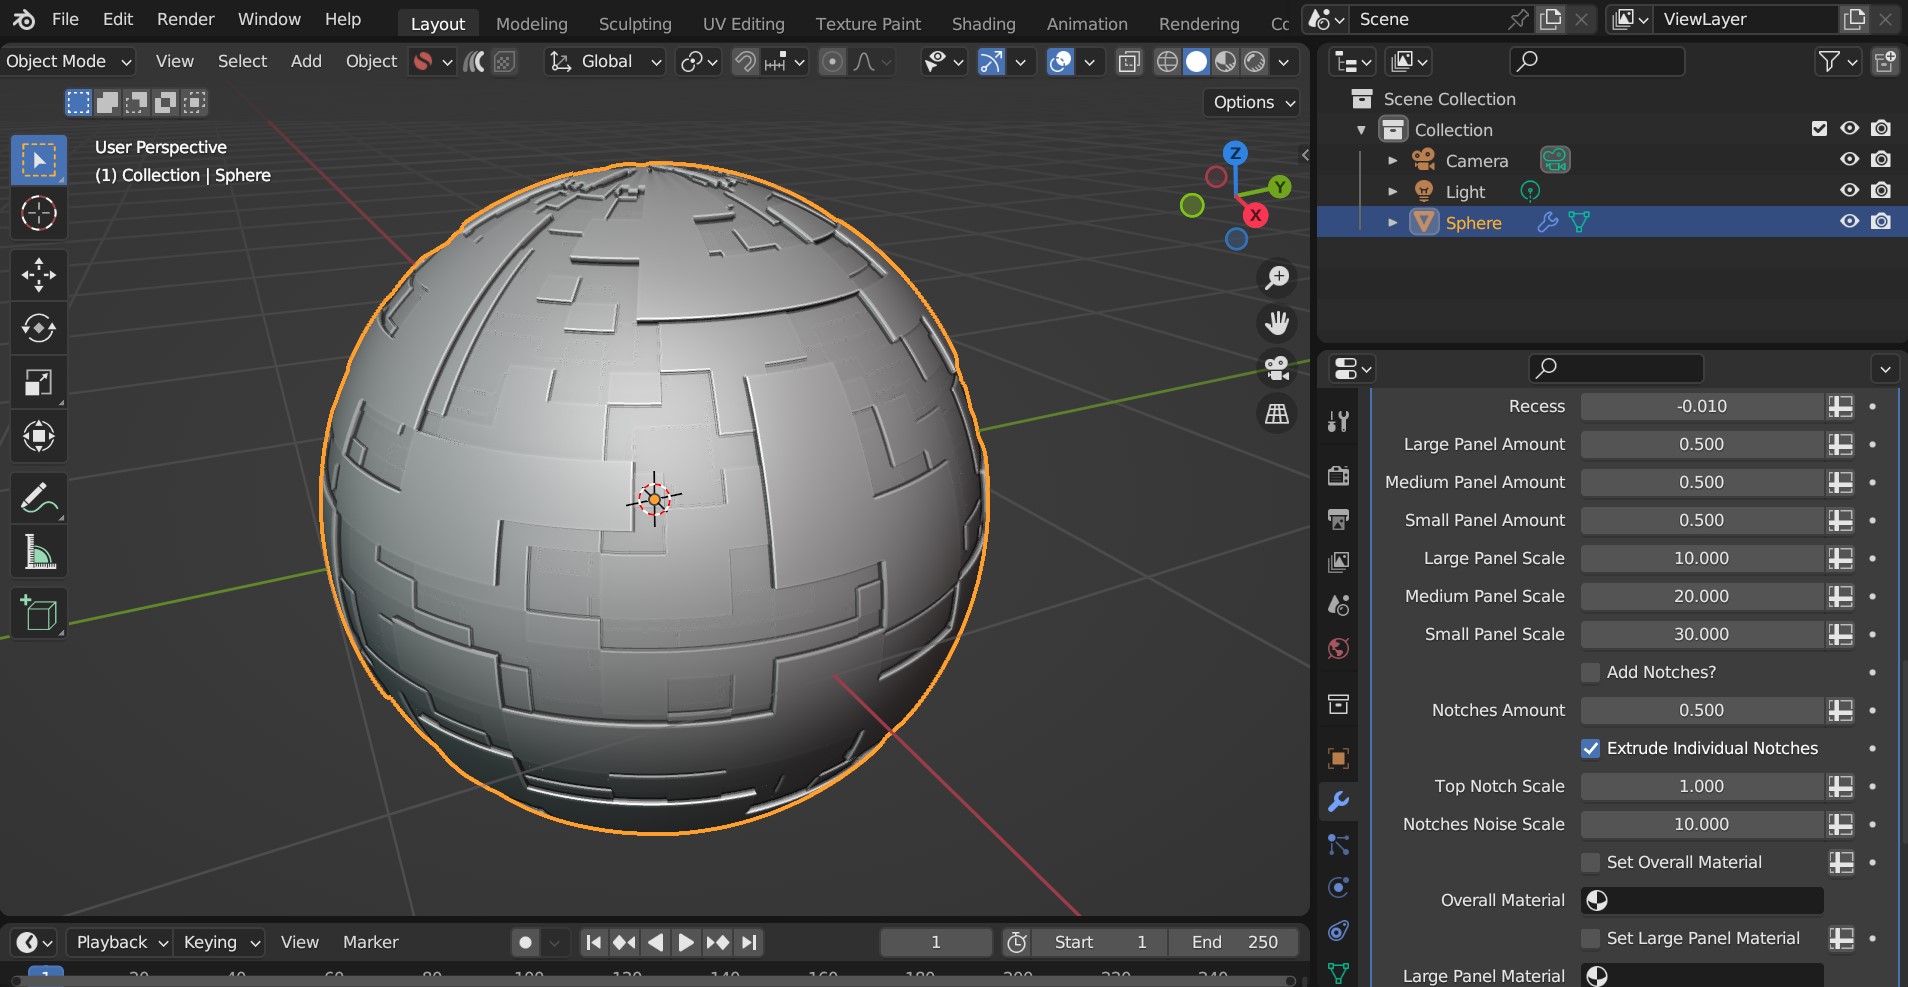 File Edit Render Window Help Layout Modeling Sculpting UV Editing Texture Paint Shading Animation Rendering Co Scene ViewLayer
Object Mode View Select Add Object Global
Options
User Perspective
(1) Collection | Sphere
Z
Y
X
Scene Collection
Collection
Camera
Light
Sphere
Recess -0.010
Large Panel Amount 0.500
Medium Panel Amount 0.500
Small Panel Amount 0.500
Large Panel Scale 10.000
Medium Panel Scale 20.000
Small Panel Scale 30.000
Add Notches?
Notches Amount 0.500
Extrude Individual Notches
Top Notch Scale 1.000
Notches Noise Scale 10.000
Set Overall Material
Overall Material
Set Large Panel Material
Large Panel Material
Playback Keying View Marker 1 Start 1 End 250
1 20 40 60 80 100 120 140 160 180 200 220 240